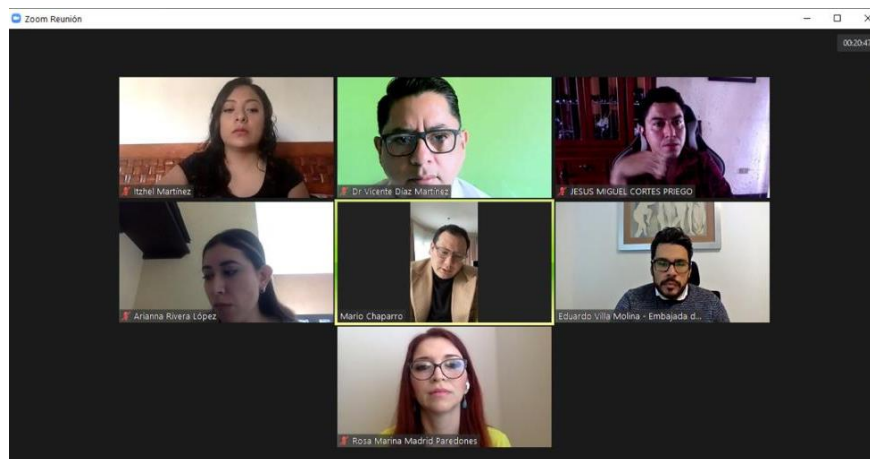 Zoom Reunión
00:20:47
Itzhel Martínez
Dr Vicente Díaz Martínez
JESUS MIGUEL CORTES PRIEGO
Arianna Rivera López
Mario Chaparro
Eduardo Villa Molina - Embajada d...
Rosa Marina Madrid Paredones